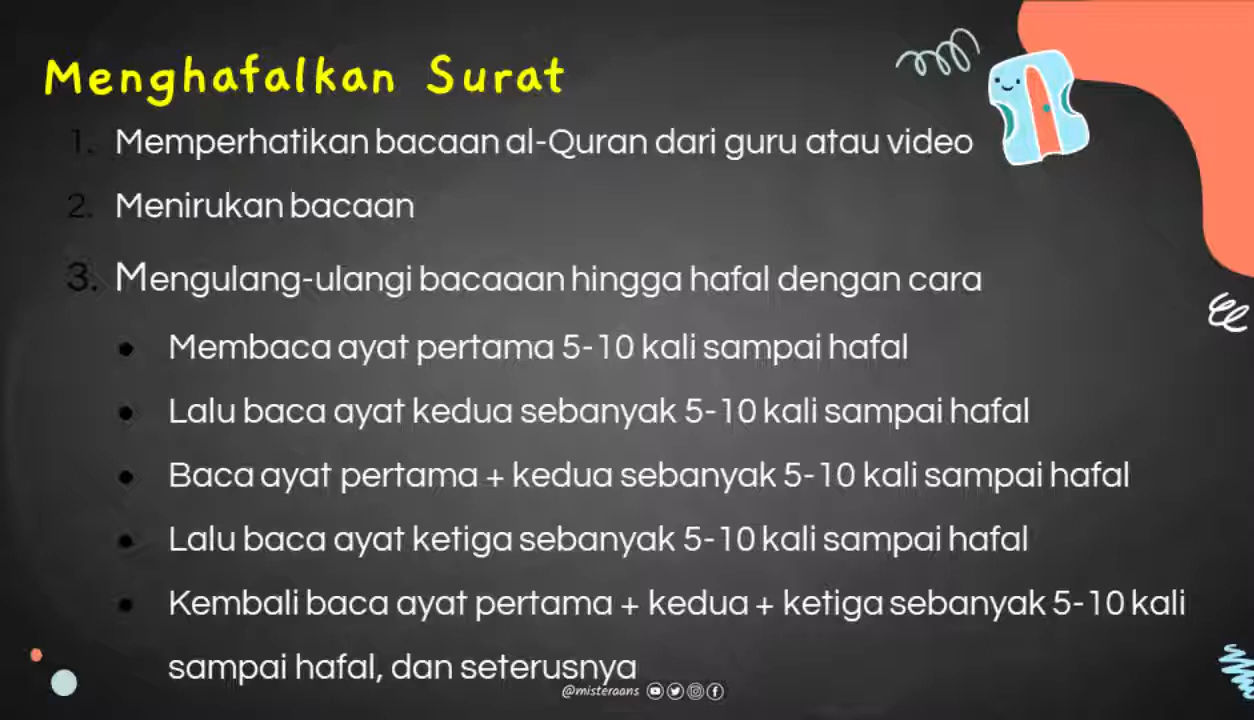 Menghafalkan Surat
1. Memperhatikan bacaan al-Quran dari guru atau video
2. Menirukan bacaan
3. Mengulang-ulangi bacaaan hingga hafal dengan cara
• Membaca ayat pertama 5-10 kali sampai hafal
• Lalu baca ayat kedua sebanyak 5-10 kali sampai hafal
• Baca ayat pertama + kedua sebanyak 5-10 kali sampai hafal
• Lalu baca ayat ketiga sebanyak 5-10 kali sampai hafal
• Kembali baca ayat pertama + kedua + ketiga sebanyak 5-10 kali
sampai hafal, dan seterusnya
@misteraans